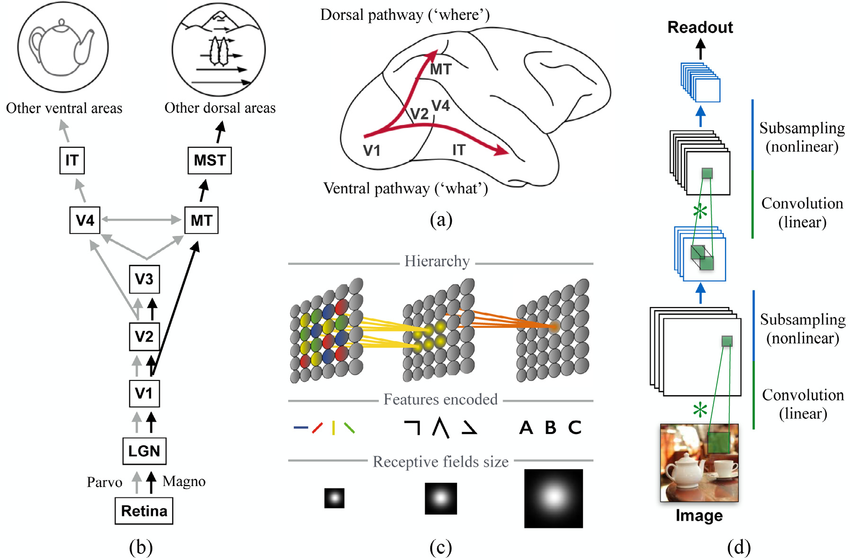 Other ventral areas
Other dorsal areas
IT
MST
V4
MT
V3
V2
V1
LGN
Parvo
Magno
Retina
(b)
Dorsal pathway (‘where’)
MT
V2
V4
V1
IT
Ventral pathway (‘what’)
(a)
Hierarchy
Features encoded
A B C
Receptive fields size
(c)
Readout
Subsampling
(nonlinear)
*
Convolution
(linear)
Subsampling
(nonlinear)
*
Convolution
(linear)
Image
(d)